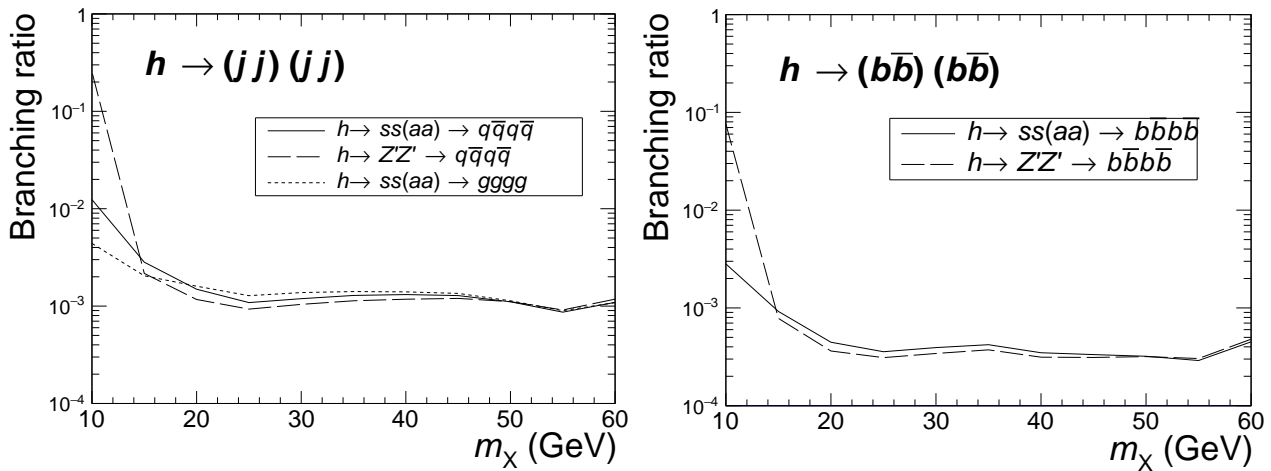 Branching ratio
1
10⁻¹
10⁻²
10⁻³
10⁻⁴
h → (j j) (j j)
h→ ss(aa) → qq̅qq̅
h→ Z'Z' → qq̅qq̅
h→ ss(aa) → gggg
10 20 30 40 50 60
m_X (GeV)
Branching ratio
1
10⁻¹
10⁻²
10⁻³
10⁻⁴
h → (bb̅) (bb̅)
h→ ss(aa) → bb̅bb̅
h→ Z'Z' → bb̅bb̅
10 20 30 40 50 60
m_X (GeV)